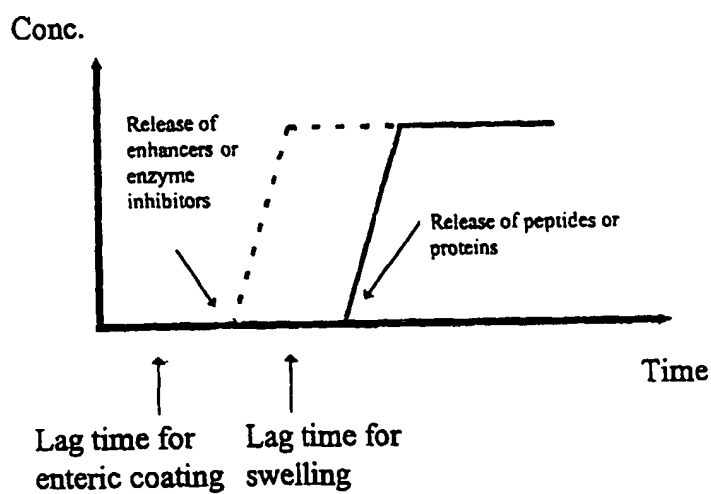 Conc.
Release of
enhancers or
enzyme
inhibitors
Release of peptides or
proteins
Time
Lag time for
enteric coating
Lag time for
swelling